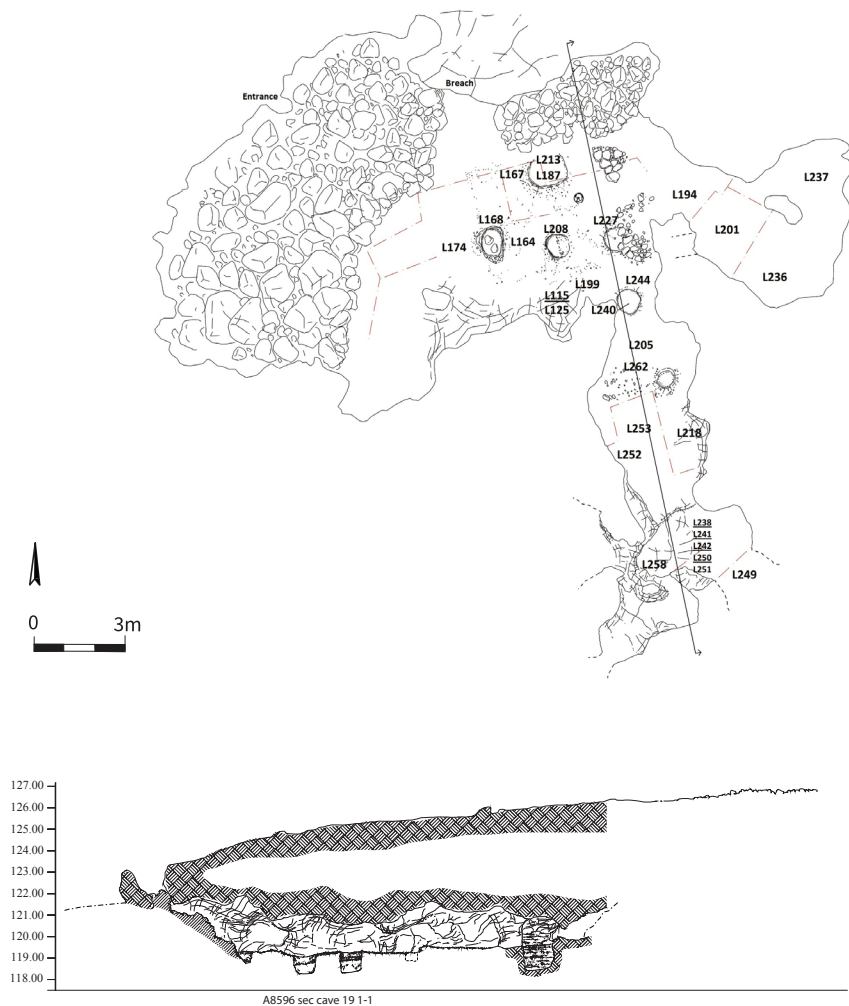 Breach
Entrance
L213
L167 L187
L237
L194
L168 L227
L208 L201
L174 L164
L236
L199 L244
L115
L125 L240
L205
L262
L253 L218
L252
L238
L241
L242
L250
L258 L251
L249
0 3m
127.00
126.00
125.00
124.00
123.00
122.00
121.00
120.00
119.00
118.00
A8596 sec cave 19 1-1